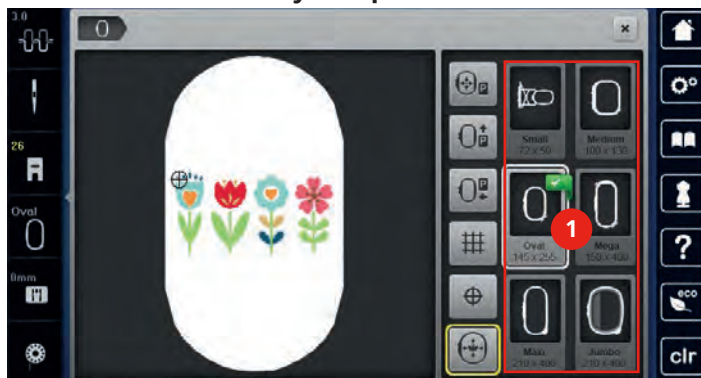 3.0
26
Oval
0mm
P
P
P
Small
72 x 50
Medium
100 x 130
Oval
145 x 255
Mega
150 x 400
Maxi
210 x 400
Jumbo
1
?
eco
clr